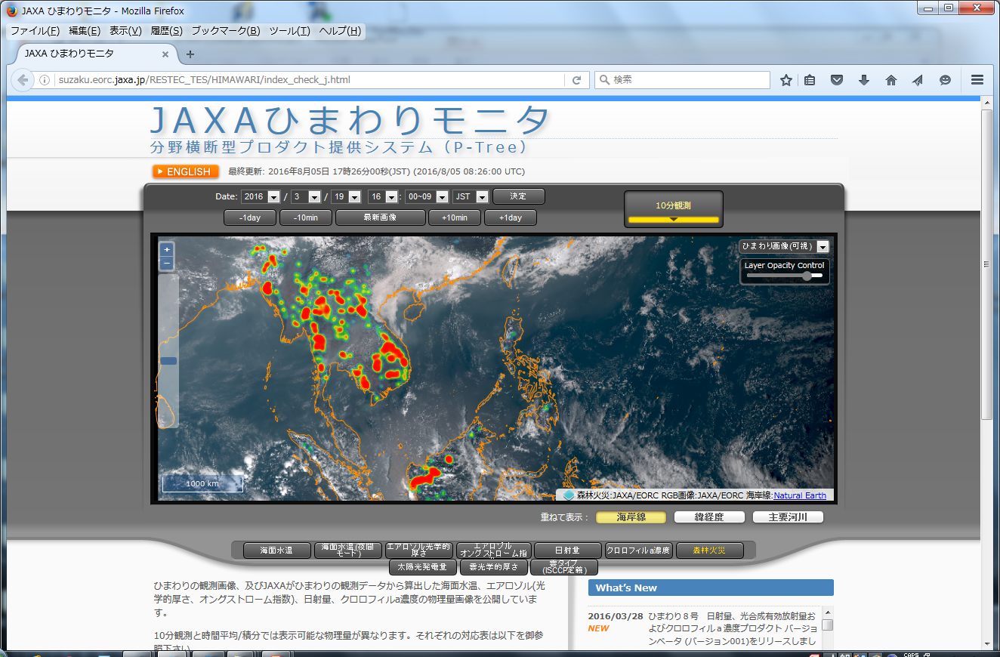 JAXA ひまわりモニタ - Mozilla Firefox
ファイル(F) 編集(E) 表示(V) 履歴(S) ブックマーク(B) ツール(T) ヘルプ(H)
JAXA ひまわりモニタ
suzaku.eorc.jaxa.jp/RESTEC_TES/HIMAWARI/index_check_j.html
検索
JAXAひまわりモニタ
分野横断型プロダクト提供システム（P-Tree）
ENGLISH 最終更新: 2016年8月05日 17時26分00秒(JST) (2016/8/05 08:26:00 UTC)
Date: 2016 / 3 / 19 16 : 00~09 JST 決定
-1day -10min 最新画像 +10min +1day
10分観測
ひまわり画像(可視)
Layer Opacity Control
+
−
1000 km
森林火災:JAXA/EORC RGB画像:JAXA/EORC 海岸線:Natural Earth
重ねて表示： 海岸線 緯経度 主要河川
海面水温 海面水温(夜間モード) エアロゾル光学的厚さ エアロゾルオングストローム指 日射量 クロロフィルa濃度 森林火災
太陽光発電量 雲光学的厚さ 雲タイプ(ISCCP定義)
ひまわりの観測画像、及びJAXAがひまわりの観測データから算出した海面水温、エアロゾル(光
学的厚さ、オングストローム指数)、日射量、クロロフィルa濃度の物理量画像を公開していま
す。
10分観測と時間平均/積分では表示可能な物理量が異なります。それぞれの対応表は以下を御参
照下さい。
What's New
2016/03/28 ひまわり８号　日射量、光合成有効放射量お
NEW よびクロロフィルａ濃度プロダクト バージョ
ンベータ (バージョン001)をリリースしまし
CAPS